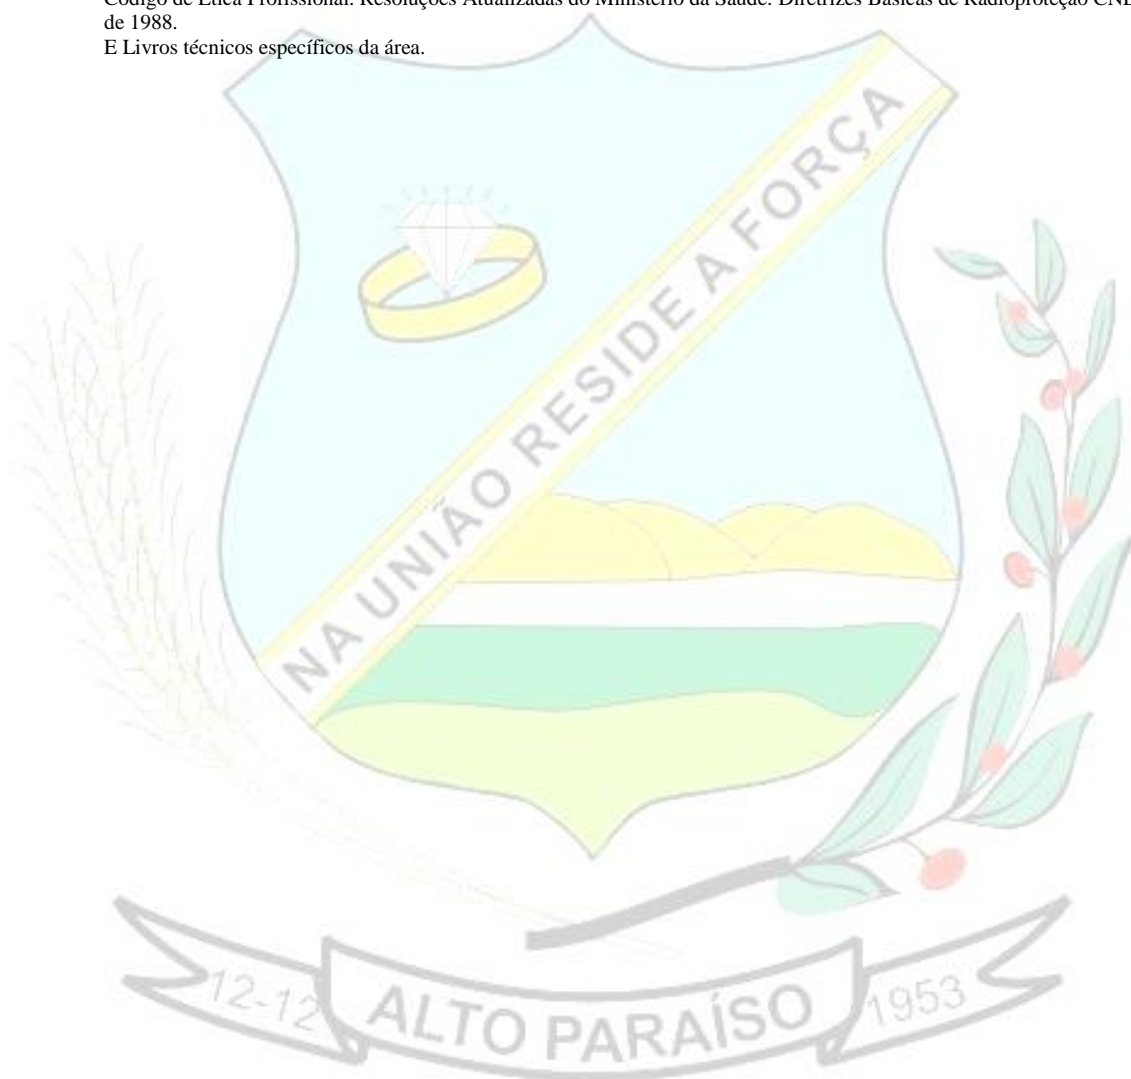 Código de Ética Profissional. Resoluções Atualizadas do Ministério da Saúde. Diretrizes Básicas de Radioproteção
de 1988.
E Livros técnicos específicos da área.
NA UNIÃO RESIDE A FORÇA
12-12
ALTO PARAÍSO
1953